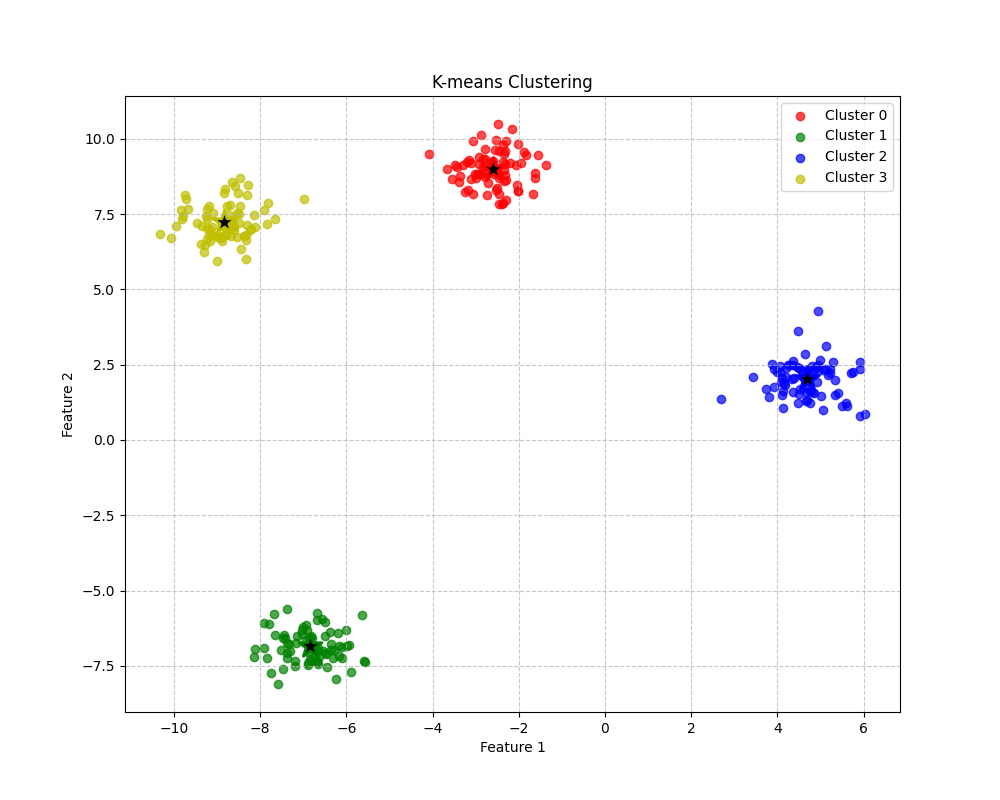 K-means Clustering
Cluster 0
Cluster 1
Cluster 2
Cluster 3
10.0
7.5
5.0
2.5
0.0
−2.5
−5.0
−7.5
Feature 2
−10 −8 −6 −4 −2 0 2 4 6
Feature 1